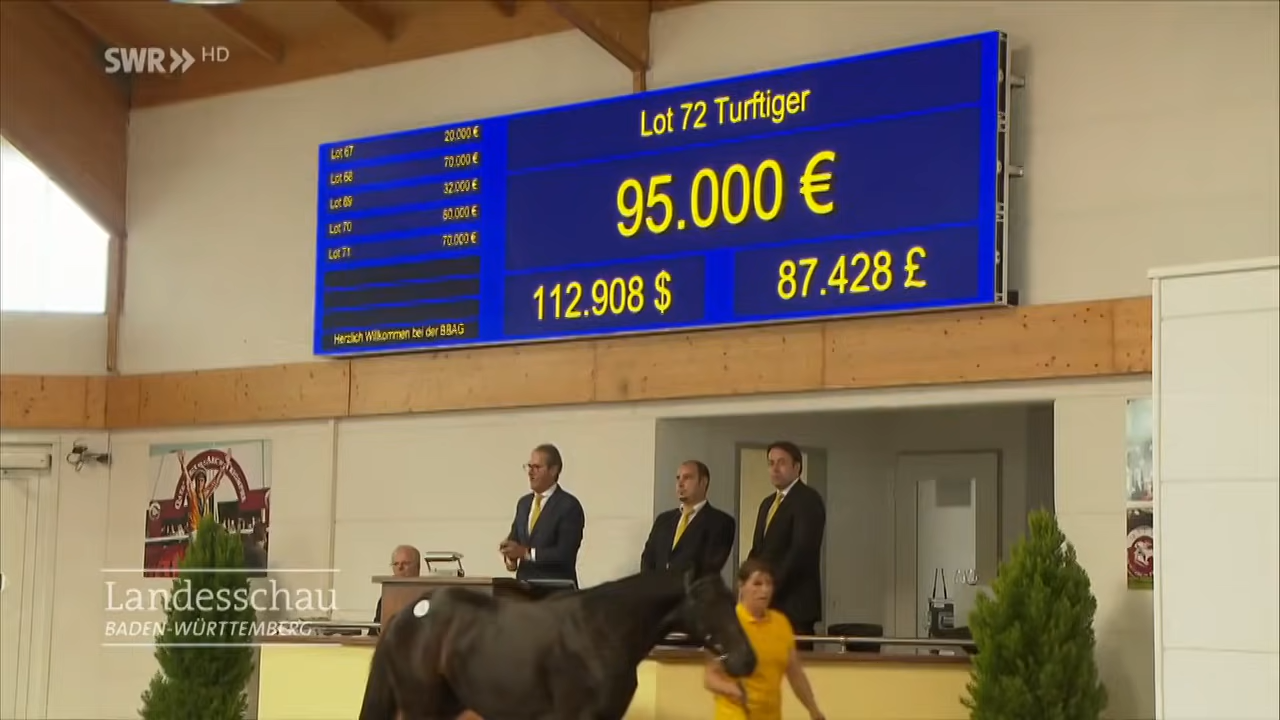 SWR» HD
Lot 72 Turftiger
Lot 67 20.000 €
Lot 68 70.000 €
Lot 69 32.000 €
Lot 70 60.000 €
Lot 71 70.000 €
95.000 €
112.908 $
87.428 £
Herzlich Willkommen bei der BBAG
Landesschau
BADEN-WÜRTTEMBERG